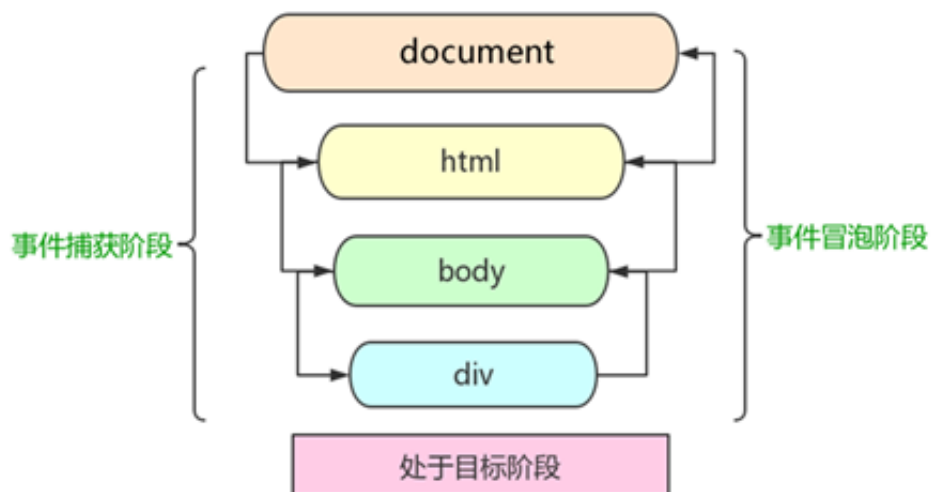 document
html
事件捕获阶段
事件冒泡阶段
body
div
处于目标阶段